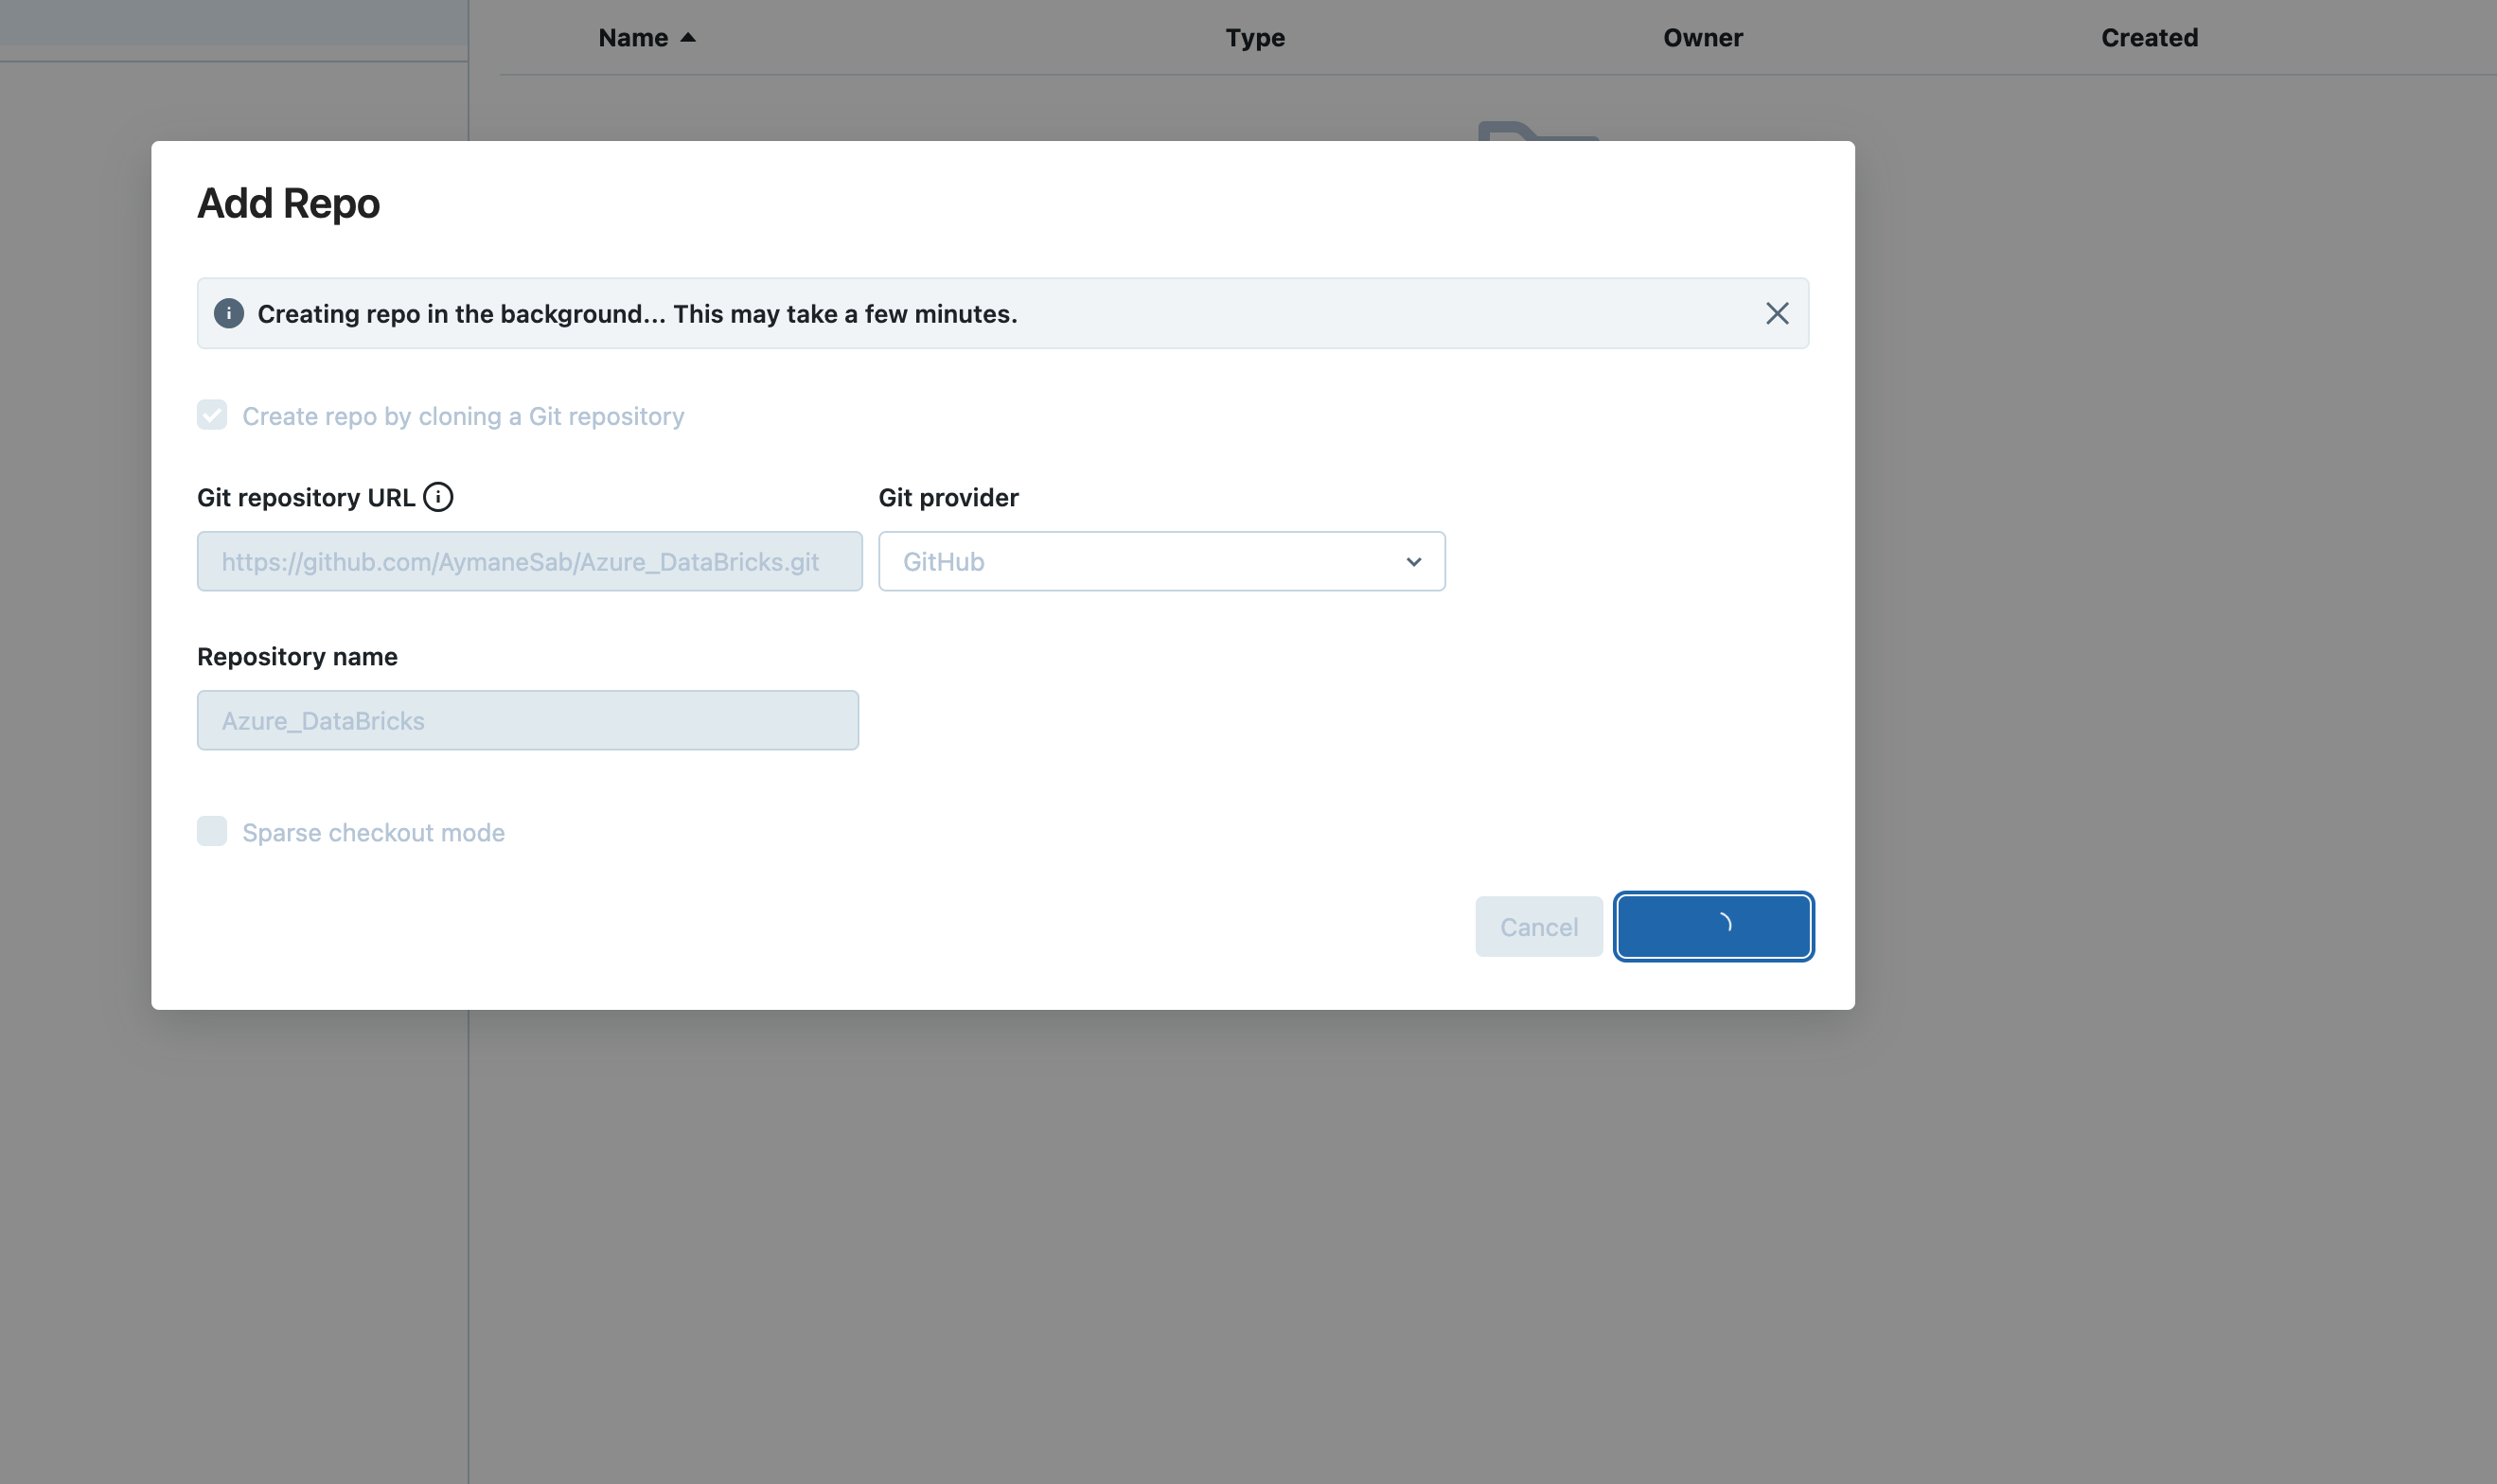 Name Type Owner Created
Add Repo
Creating repo in the background... This may take a few minutes.
Create repo by cloning a Git repository
Git repository URL Git provider
https://github.com/AymaneSab/Azure_DataBricks.git GitHub
Repository name
Azure_DataBricks
Sparse checkout mode
Cancel